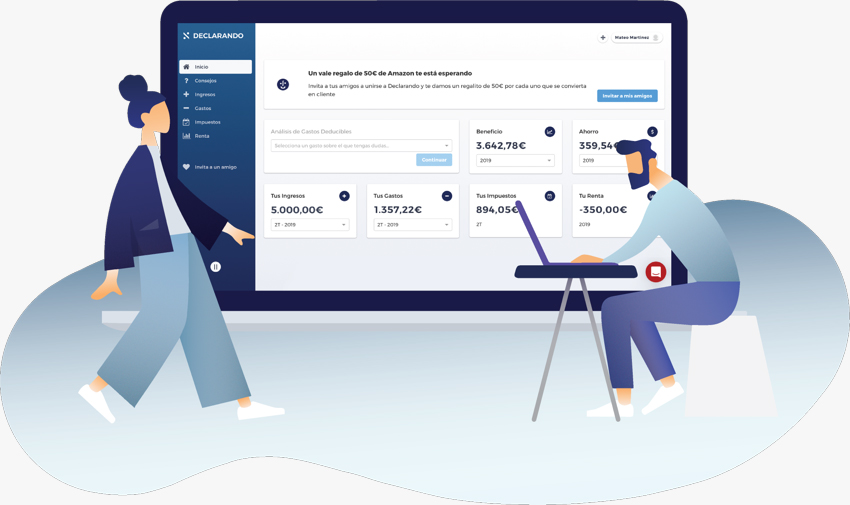 DECLARANDO
Mateo Martínez
Inicio
Consejos
Ingresos
Gastos
Impuestos
Renta
Invita a un amigo
Un vale regalo de 50€ de Amazon te está esperando
Invita a tus amigos a unirse a Declarando y te damos un regalito de 50€ por cada uno que se convierta
en cliente
Invitar a mis amigos
Análisis de Gastos Deducibles
Selecciona un gasto sobre el que tengas dudas...
Continuar
Beneficio
3.642,78€
2019
Ahorro
359,54€
2019
Tus Ingresos
5.000,00€
2T - 2019
Tus Gastos
1.357,22€
2T - 2019
Tus Impuestos
894,05€
2T
Tu Renta
-350,00€
2019